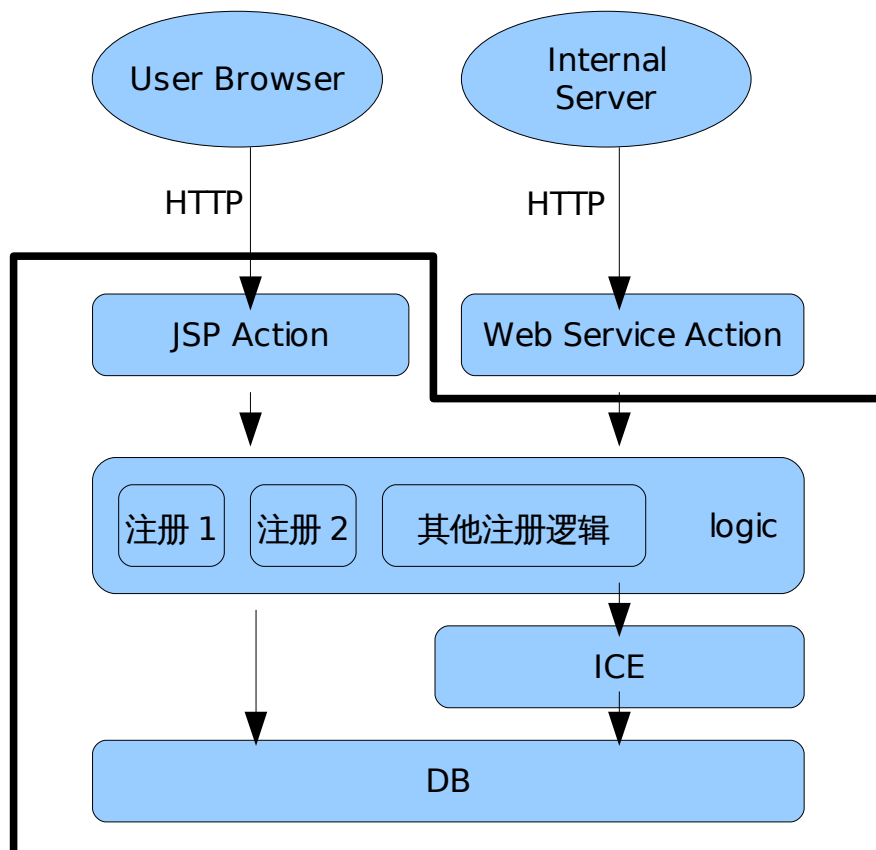 User Browser
Internal
Server
HTTP
HTTP
JSP Action
Web Service Action
注册 1
注册 2
其他注册逻辑
logic
ICE
DB